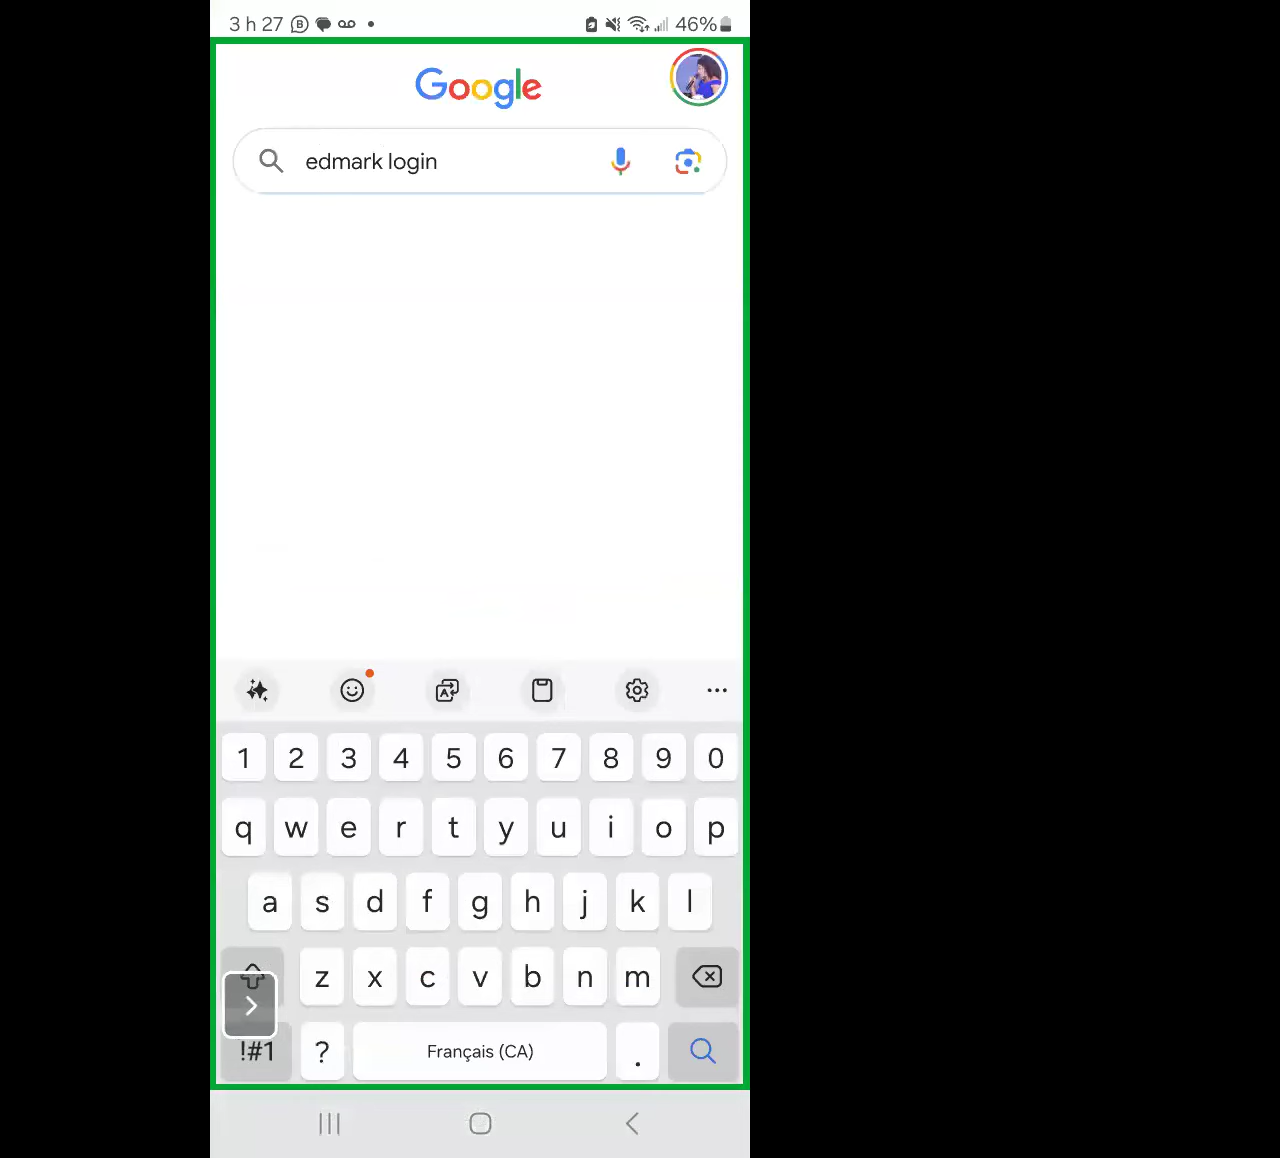 3 h 27 B 46%
Google
edmark login
A
1 2 3 4 5 6 7 8 9 0
q w e r t y u i o p
a s d f g h j k l
z x c v b n m
!#1 ? Français (CA) .